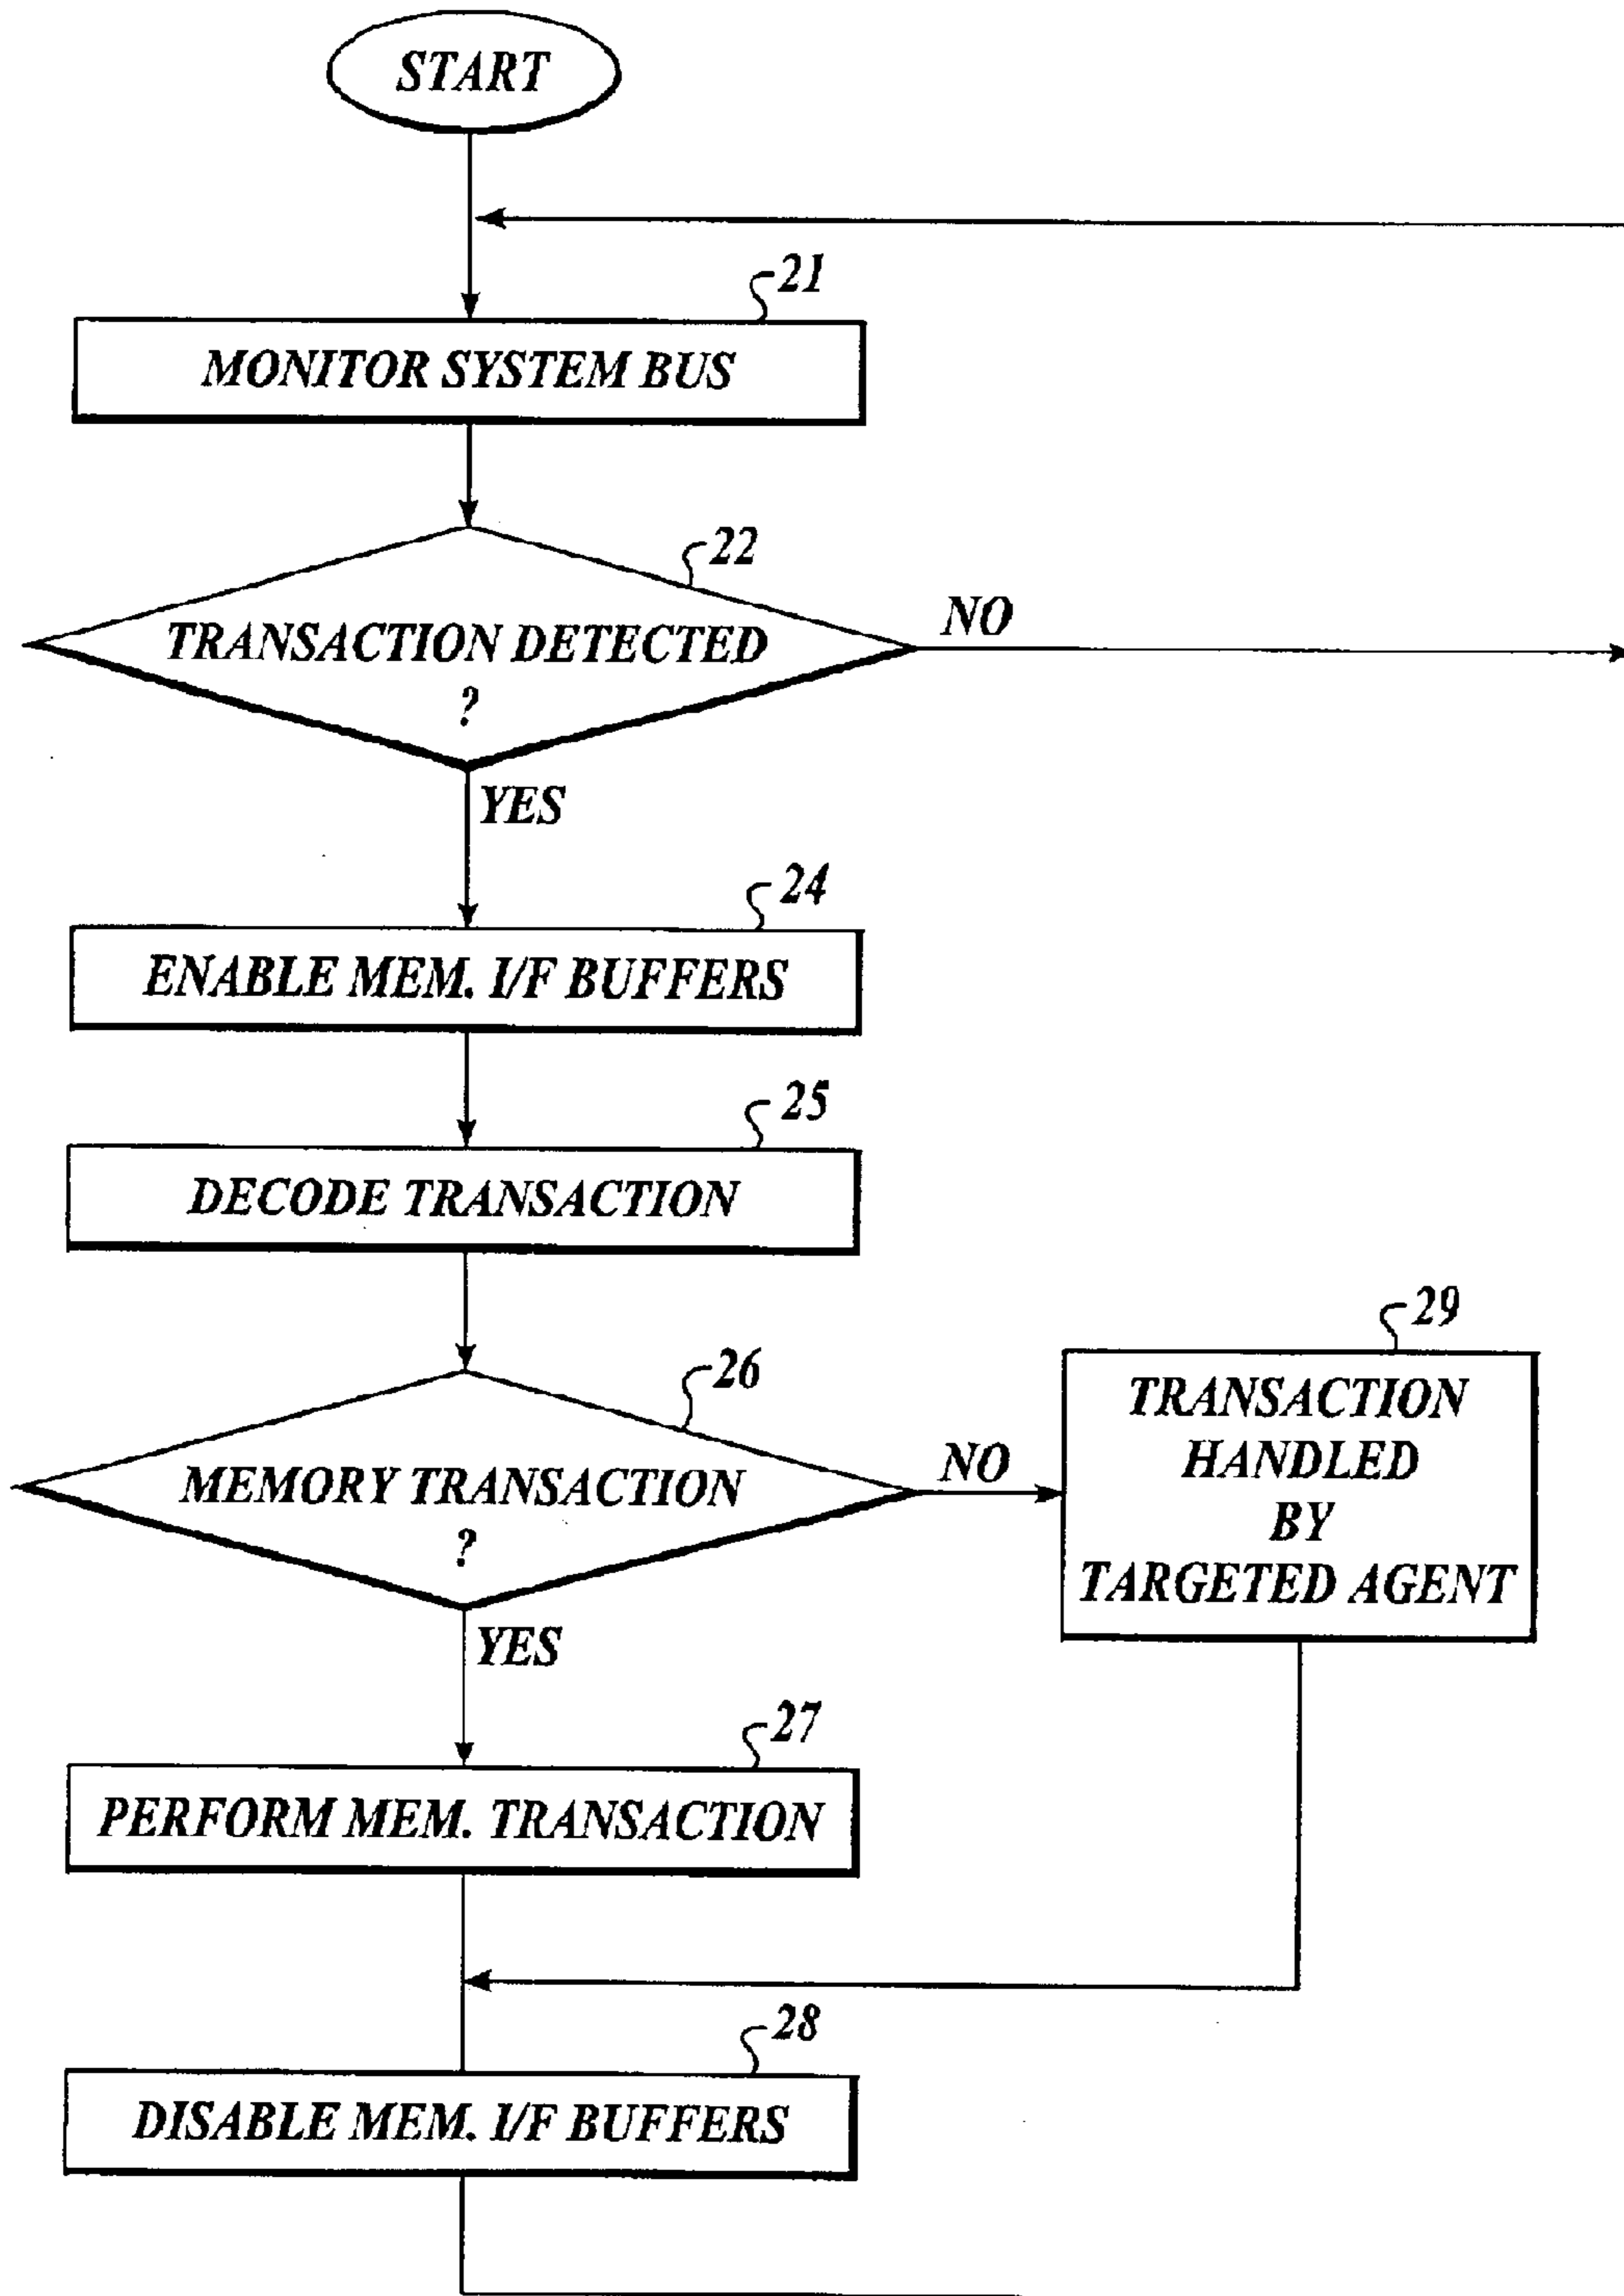 START
21
MONITOR SYSTEM BUS
22
TRANSACTION DETECTED
?
NO
YES
24
ENABLE MEM. I/F BUFFERS
25
DECODE TRANSACTION
26
MEMORY TRANSACTION
?
NO
29
TRANSACTION
HANDLED
BY
TARGETED AGENT
YES
27
PERFORM MEM. TRANSACTION
28
DISABLE MEM. I/F BUFFERS